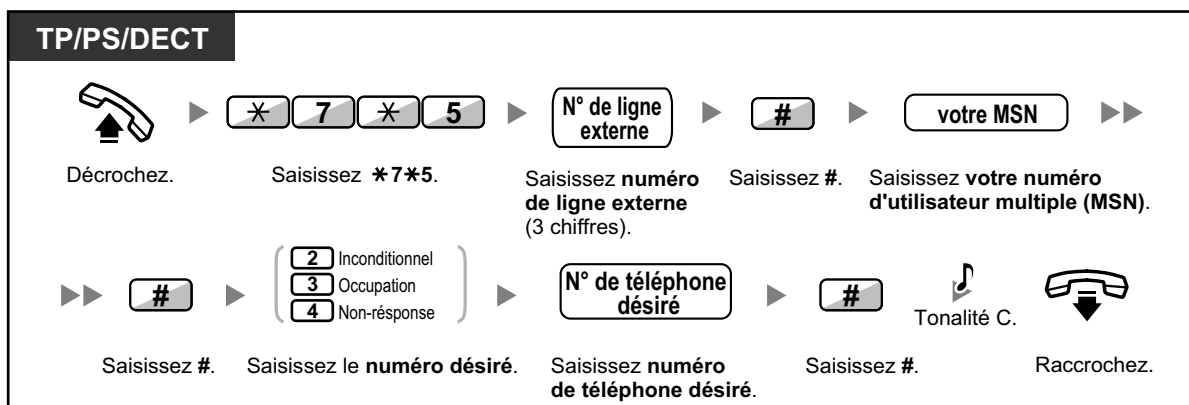 TP/PS/DECT
* 7 * 5
N° de ligne
externe
#
votre MSN
Décrochez.
Saisissez *7*5.
Saisissez numéro
de ligne externe
(3 chiffres).
Saisissez #.
Saisissez votre numéro
d'utilisateur multiple (MSN).
#
2 Inconditionnel
3 Occupation
4 Non-résponse
N° de téléphone
désiré
#
Tonalité C.
Saisissez #.
Saisissez le numéro désiré.
Saisissez numéro
de téléphone désiré.
Saisissez #.
Raccrochez.